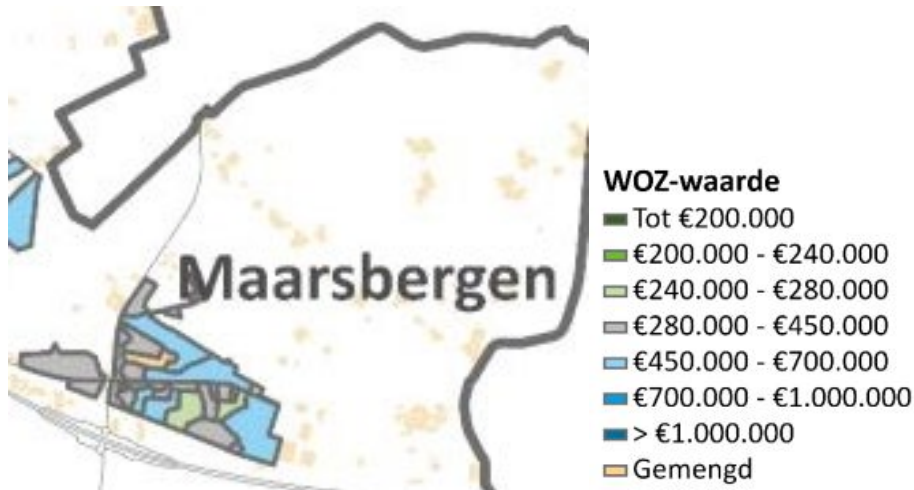 Maarsbergen
WOZ-waarde
Tot €200.000
€200.000 - €240.000
€240.000 - €280.000
€280.000 - €450.000
€450.000 - €700.000
€700.000 - €1.000.000
> €1.000.000
Gemengd